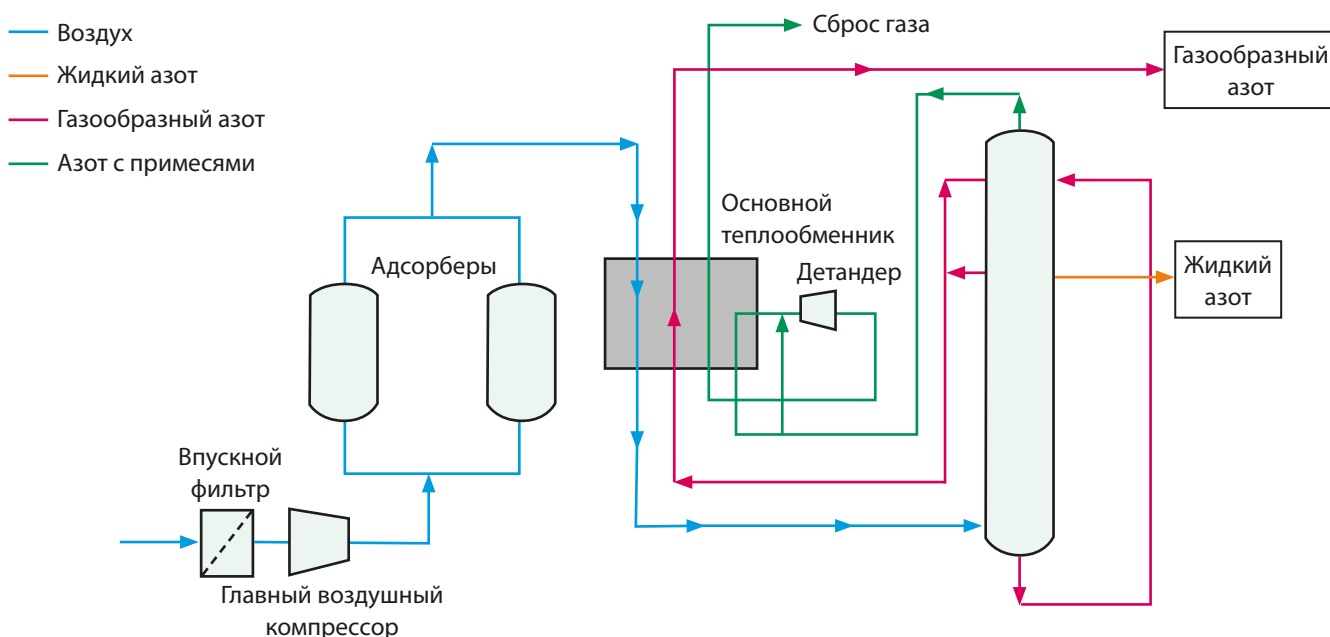 Воздух
Жидкий азот
Газообразный азот
Азот с примесями
Сброс газа
Газообразный
азот
Основной
теплообменник
Адсорберы
Детандер
Жидкий
азот
Впускной
фильтр
Главный воздушный
компрессор